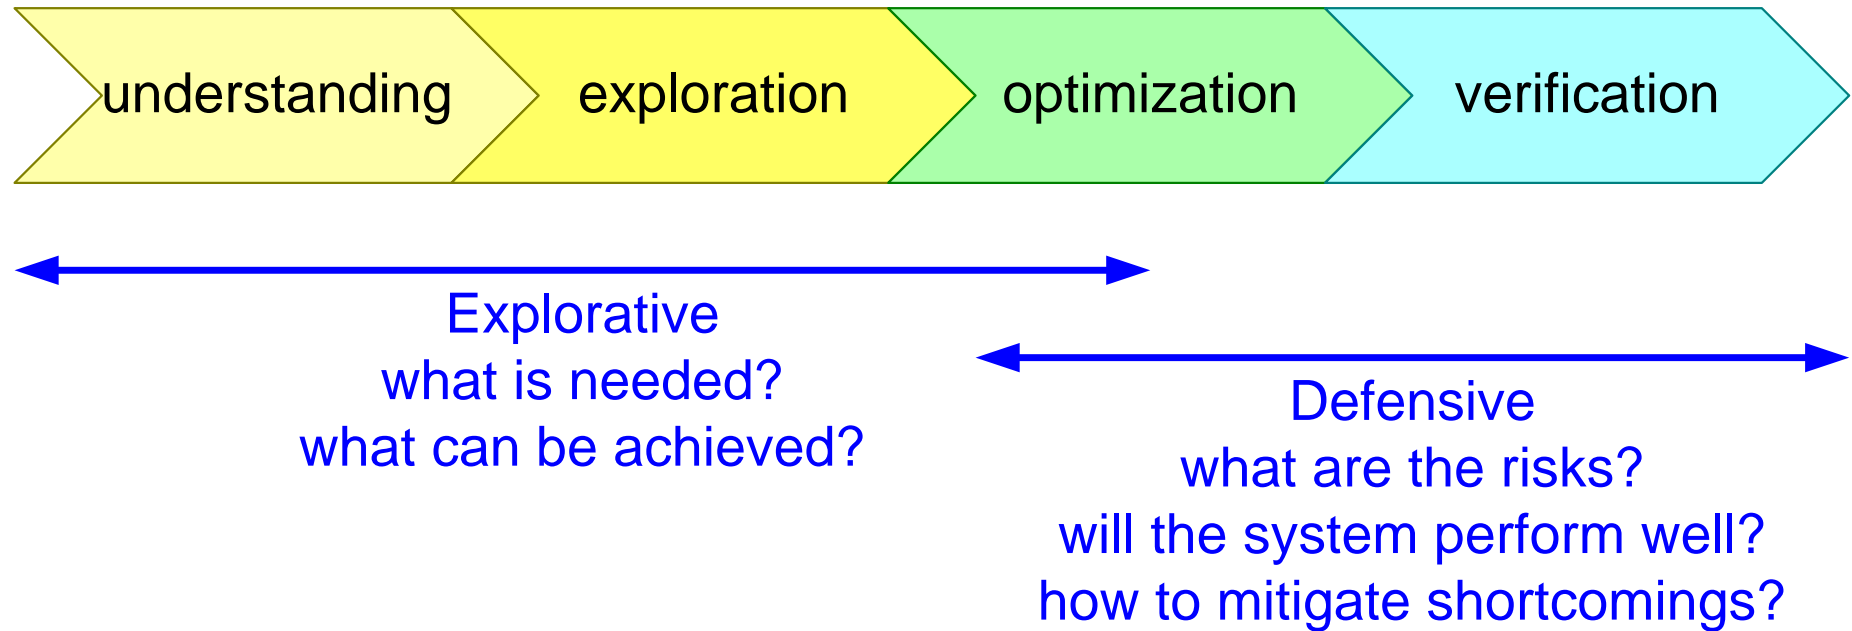 understanding
exploration
optimization
verification
Explorative
what is needed?
what can be achieved?
Defensive
what are the risks?
will the system perform well?
how to mitigate shortcomings?